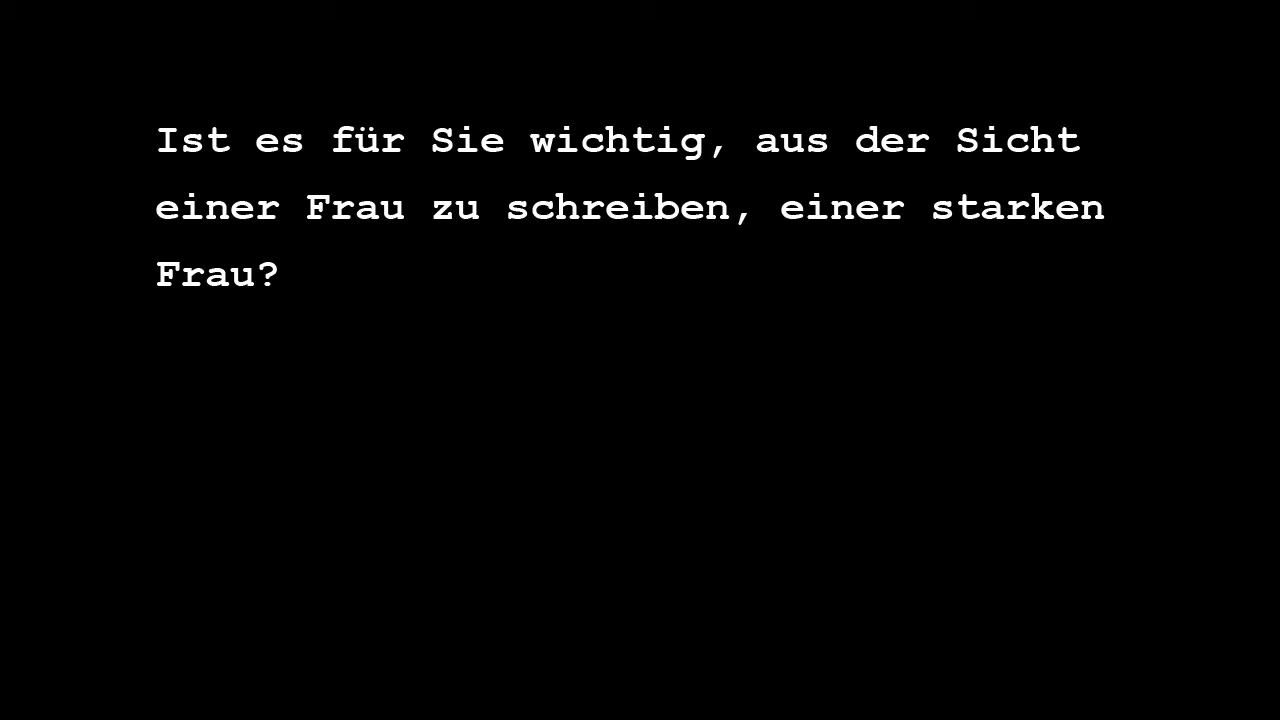 Ist es für Sie wichtig, aus der Sicht
einer Frau zu schreiben, einer starken
Frau?